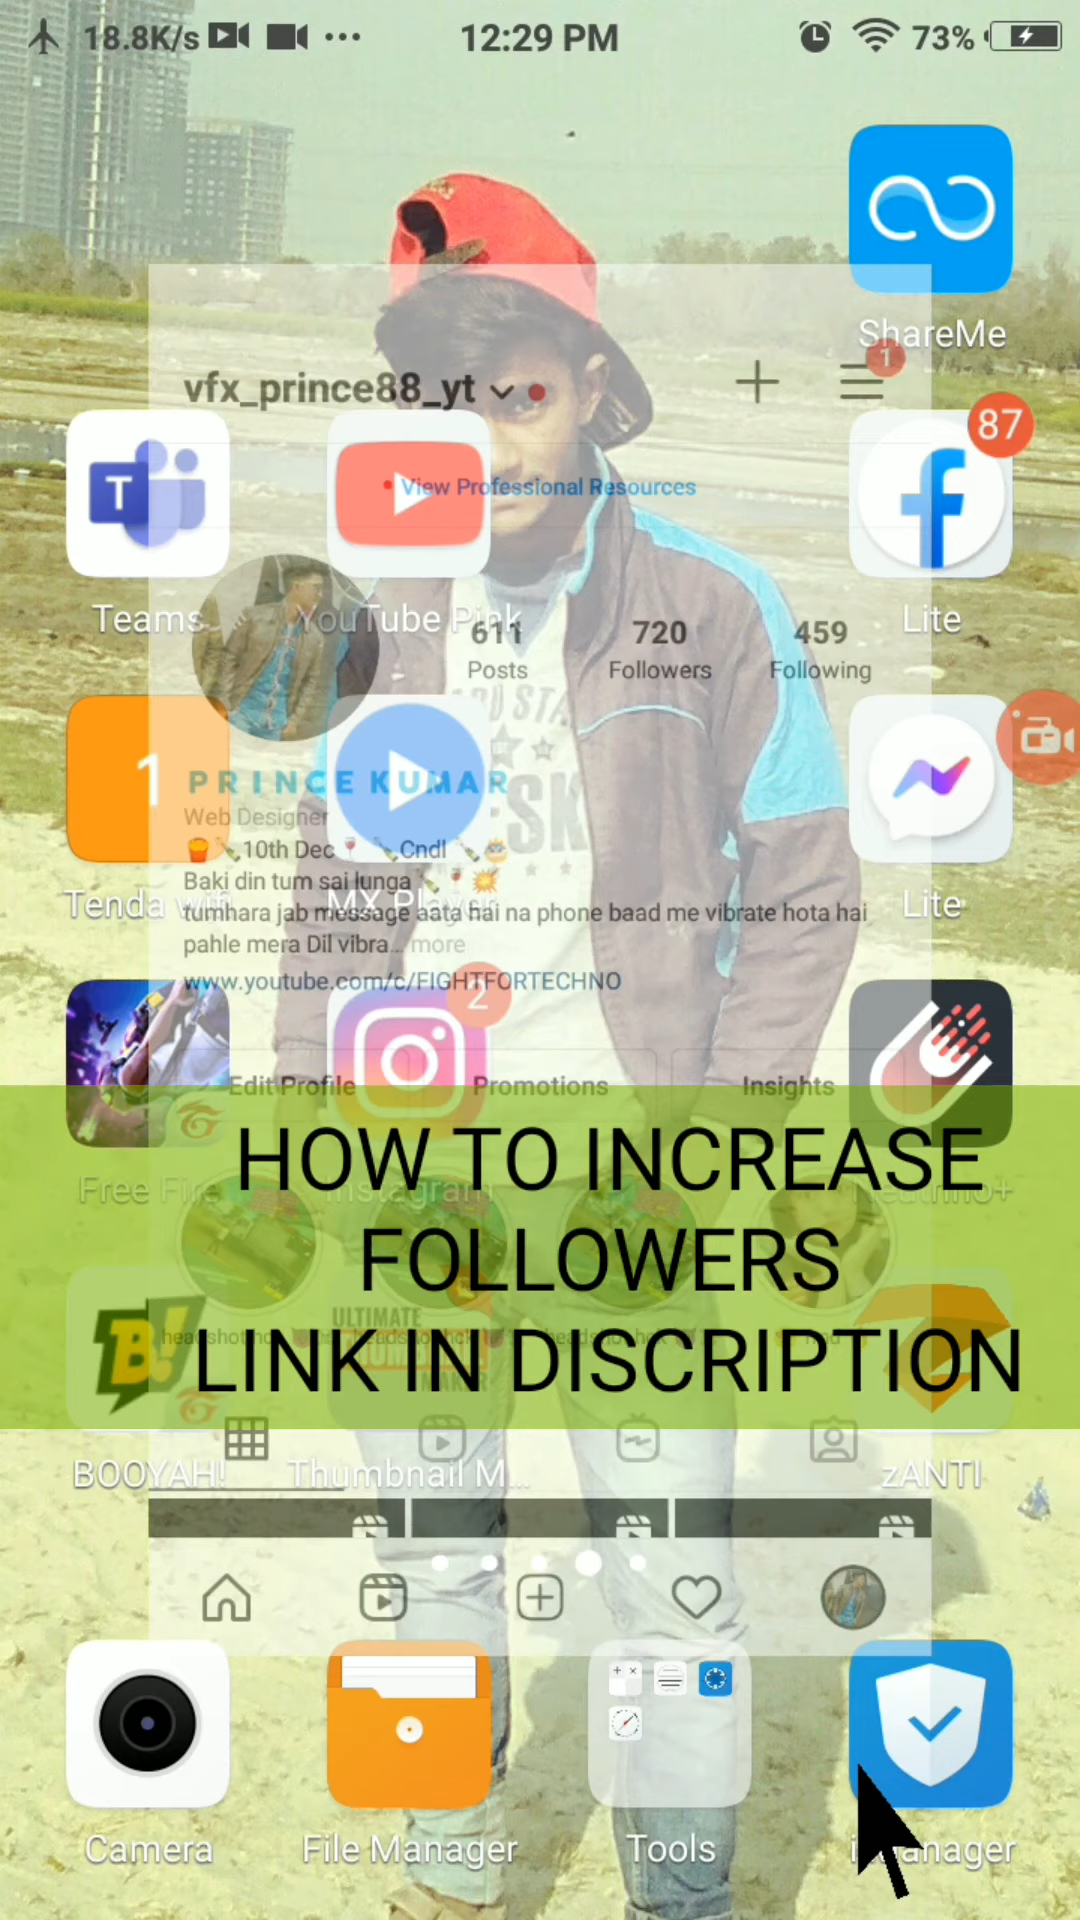 18.8K/s
12:29 PM
73%
ShareMe
1
vfx_prince88_yt
87
T
View Professional Resources
Teams
YouTube Pink
Lite
611
720
459
Posts
Followers
Following
1
PRINCE KUMAR
Web Designer
10th Dec Cndl
Baki din tum sai lunga
Tenda wifi
MX Player
Lite
tumhara jab message aata hai na phone baad me vibrate hota hai
pahle mera Dil vibra... more
www.youtube.com/c/FIGHTFORTECHNO
2
Edit Profile
Promotions
Insights
HOW TO INCREASE
FOLLOWERS
LINK IN DISCRIPTION
Free Fire
Instagram
ULTIMATE
B!
BOOYAH!
Thumbnail M...
zANTI
Camera
File Manager
Tools